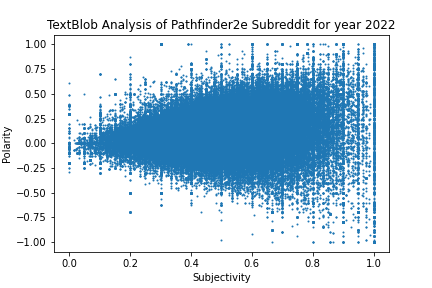 TextBlob Analysis of Pathfinder2e Subreddit for year 2022
1.00
0.75
0.50
0.25
0.00
−0.25
−0.50
−0.75
−1.00
Polarity
0.0 0.2 0.4 0.6 0.8 1.0
Subjectivity